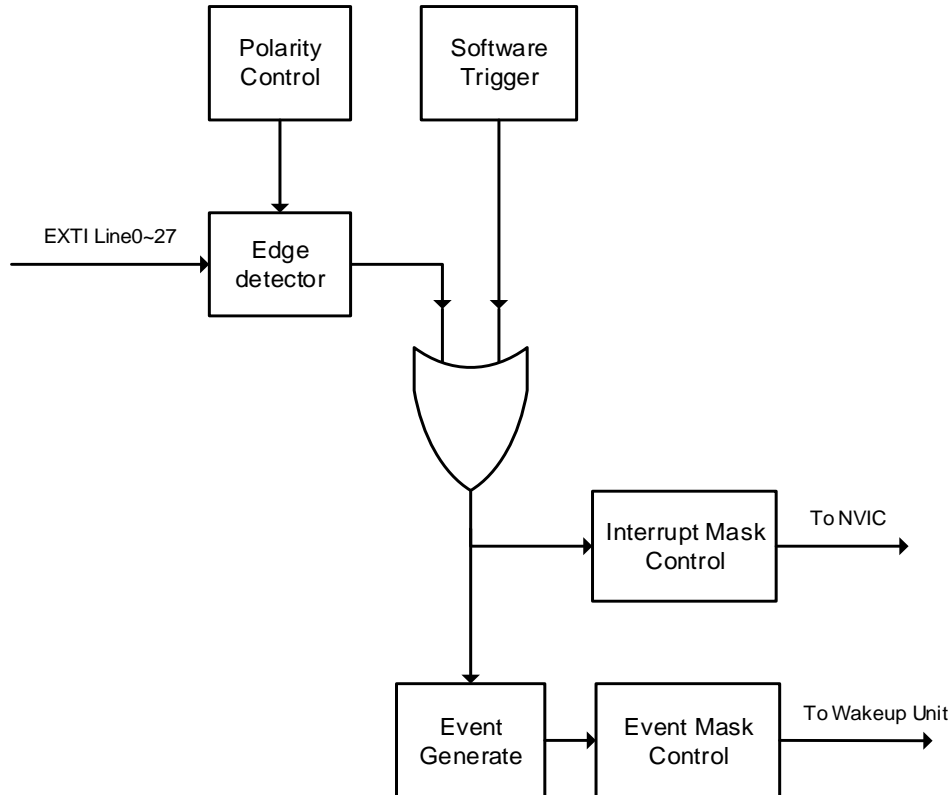 Polarity
Control
Software
Trigger
EXTI Line0~27
Edge
detector
Interrupt Mask
Control
To NVIC
Event
Generate
Event Mask
Control
To Wakeup Unit